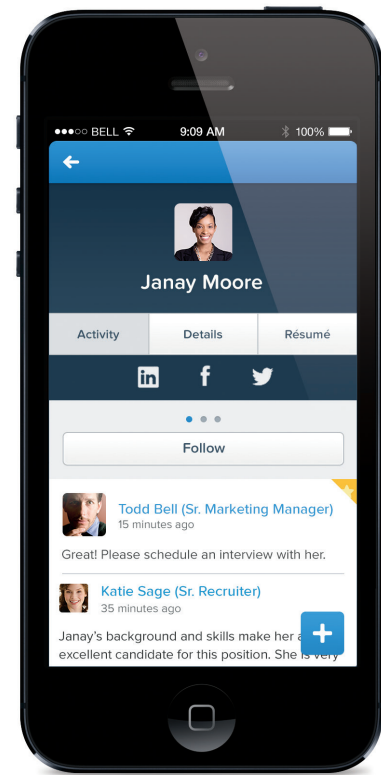 BELL 9:09 AM 100%
Janay Moore
Activity Details Résumé
in f
Follow
Todd Bell (Sr. Marketing Manager)
15 minutes ago
Great! Please schedule an interview with her.
Katie Sage (Sr. Recruiter)
35 minutes ago
Janay's background and skills make her a
excellent candidate for this position. She is very